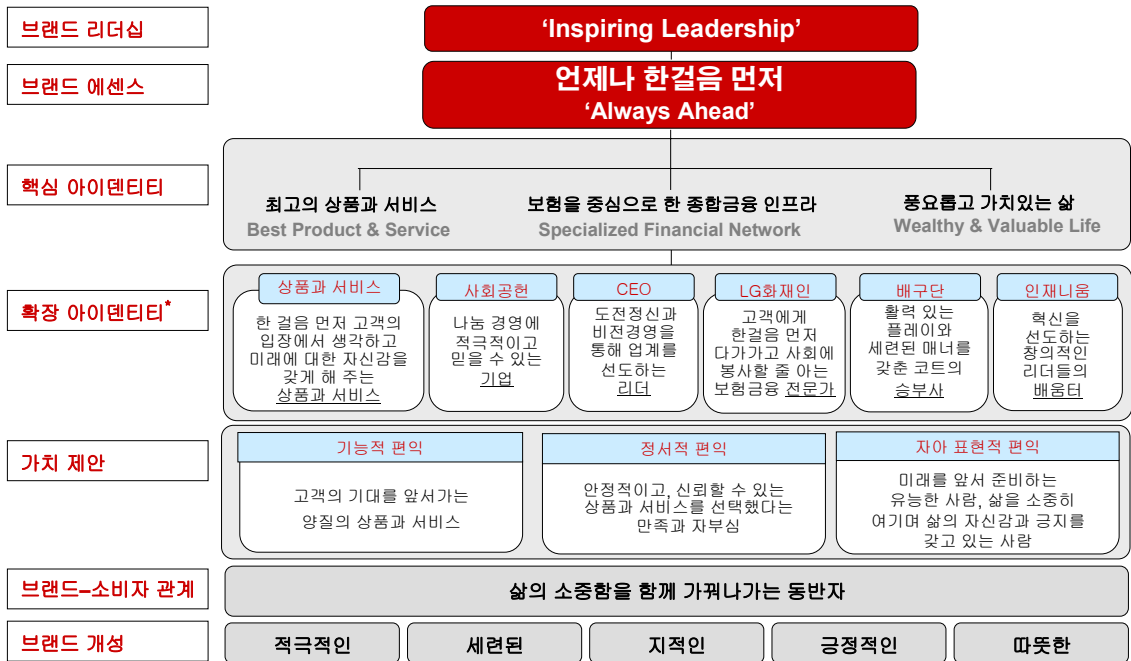 브랜드 리더십
‘Inspiring Leadership’
브랜드 에센스
언제나 한걸음 먼저
‘Always Ahead’
핵심 아이덴티티
최고의 상품과 서비스
Best Product & Service
보험을 중심으로 한 종합금융 인프라
Specialized Financial Network
풍요롭고 가치있는 삶
Wealthy & Valuable Life
확장 아이덴티티*
상품과 서비스
한 걸음 먼저 고객의
입장에서 생각하고
미래에 대한 자신감을
갖게 해 주는
상품과 서비스
사회공헌
나눔 경영에
적극적이고
믿을 수 있는
기업
CEO
도전정신과
비전경영을
통해 업계를
선도하는
리더
LG화재인
고객에게
한걸음 먼저
다가가고 사회에
봉사할 줄 아는
보험금융 전문가
배구단
활력 있는
플레이와
세련된 매너를
갖춘 코트의
승부사
인재니움
혁신을
선도하는
창의적인
리더들의
배움터
가치 제안
기능적 편익
고객의 기대를 앞서가는
양질의 상품과 서비스
정서적 편익
안정적이고, 신뢰할 수 있는
상품과 서비스를 선택했다는
만족과 자부심
자아 표현적 편익
미래를 앞서 준비하는
유능한 사람, 삶을 소중히
여기며 삶의 자신감과 긍지를
갖고 있는 사람
브랜드–소비자 관계
삶의 소중함을 함께 가꿔나가는 동반자
브랜드 개성
적극적인
세련된
지적인
긍정적인
따뜻한